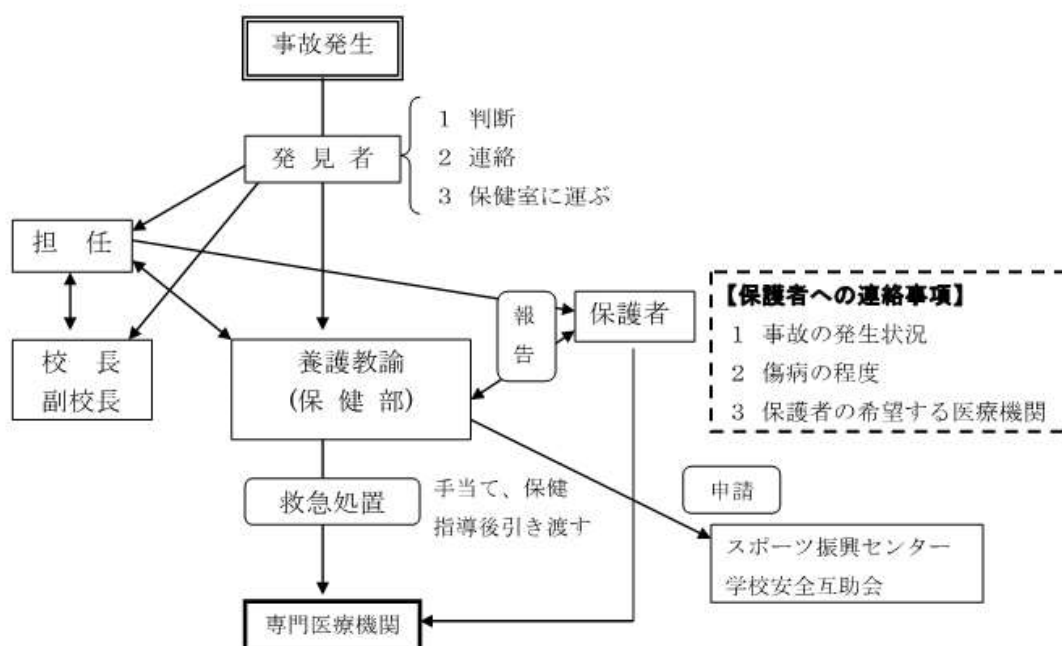 事故発生
発見者
1 判断
2 連絡
3 保健室に運ぶ
担任
報
告
保護者
【保護者への連絡事項】
1 事故の発生状況
2 傷病の程度
3 保護者の希望する医療機関
校長
副校長
養護教諭
(保健部)
救急処置
手当て、保健
指導後引き渡す
申請
スポーツ振興センター
学校安全互助会
専門医療機関